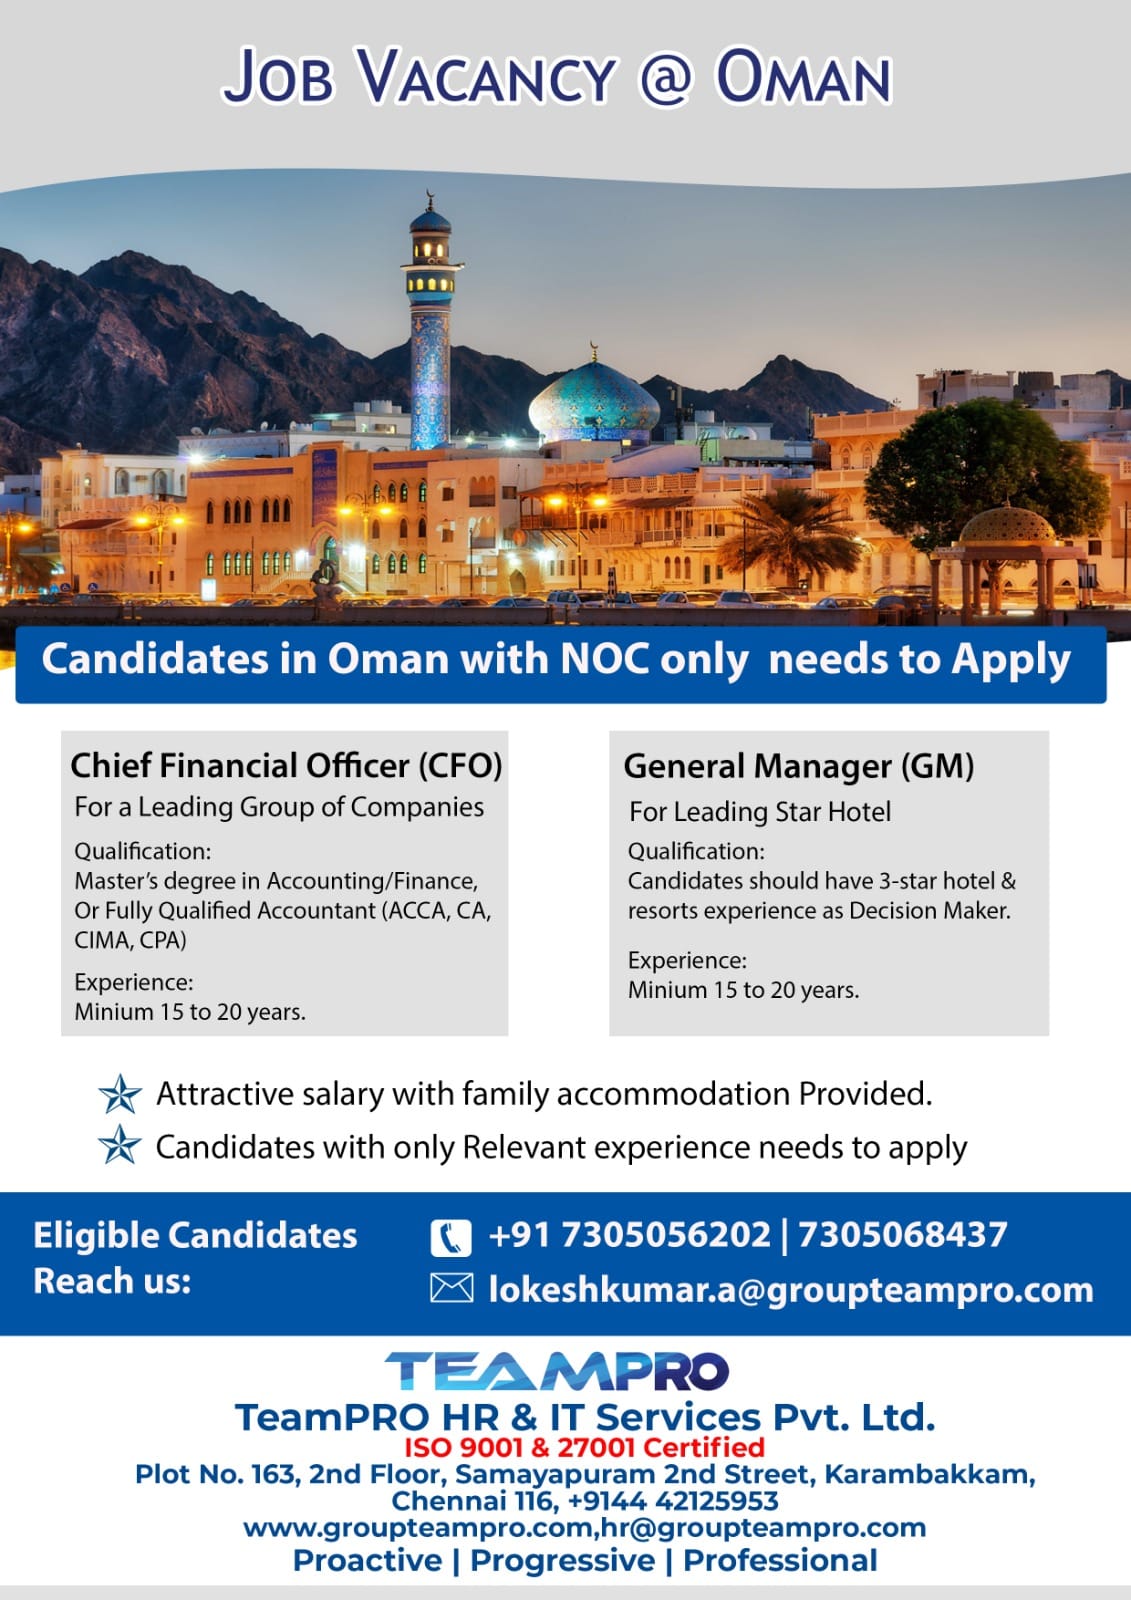 Job Vacancy @ Oman
Candidates in Oman with NOC only needs to Apply
Chief Financial Officer (CFO)
For a Leading Group of Companies
Qualification:
Master’s degree in Accounting/Finance,
Or Fully Qualified Accountant (ACCA, CA,
CIMA, CPA)
Experience:
Minium 15 to 20 years.
General Manager (GM)
For Leading Star Hotel
Qualification:
Candidates should have 3-star hotel &
resorts experience as Decision Maker.
Experience:
Minium 15 to 20 years.
Attractive salary with family accommodation Provided.
Candidates with only Relevant experience needs to apply
Eligible Candidates
Reach us:
+91 7305056202 | 7305068437
lokeshkumar.a@groupteampro.com
TEAMPRO
TeamPRO HR & IT Services Pvt. Ltd.
ISO 9001 & 27001 Certified
Plot No. 163, 2nd Floor, Samayapuram 2nd Street, Karambakkam,
Chennai 116, +9144 42125953
www.groupteampro.com,hr@groupteampro.com
Proactive | Progressive | Professional